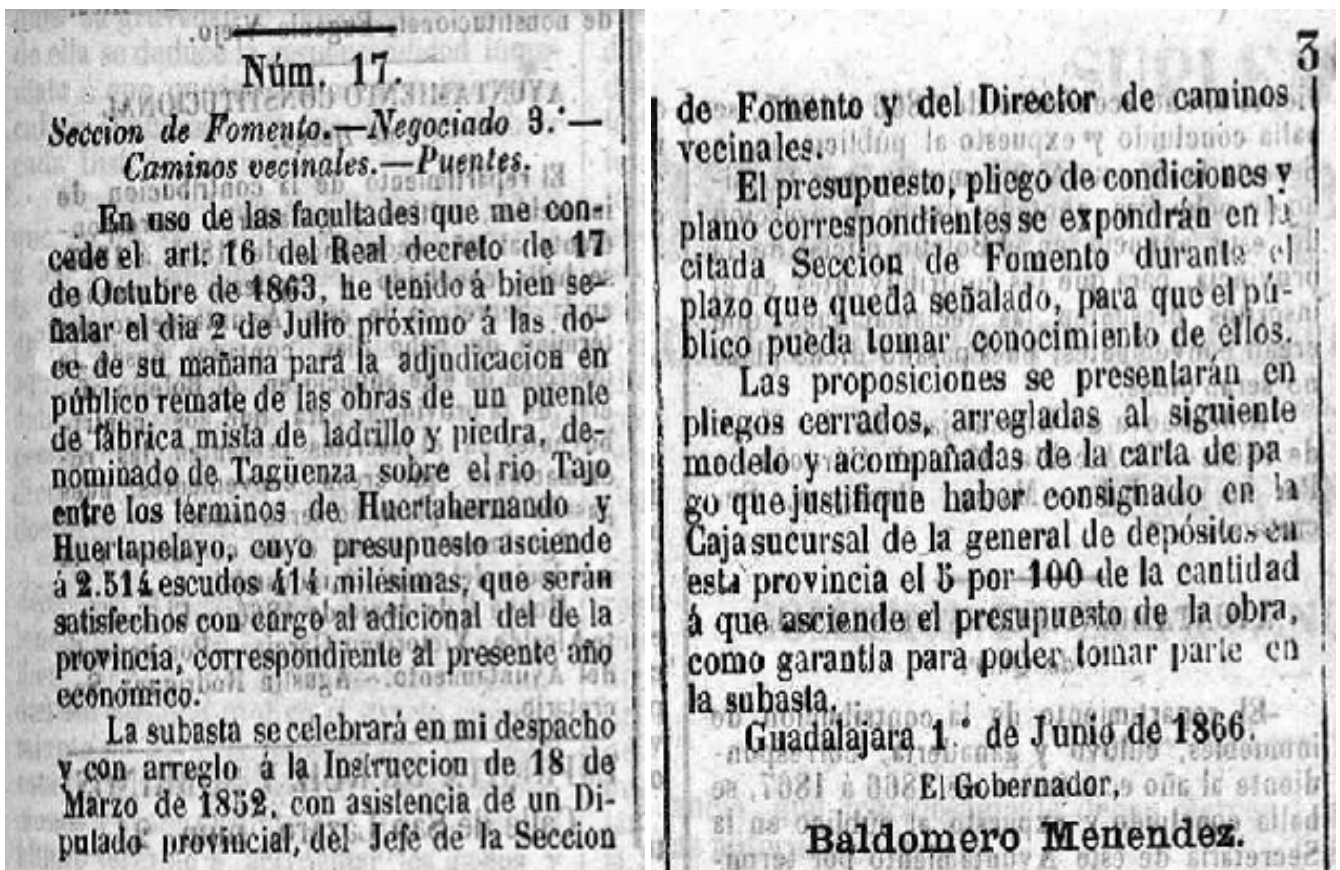 Núm. 17.
Seccion de Fomento.—Negociado 3.°—
Caminos vecinales.—Puentes.
En uso de las facultades que me con-
cede el art. 16 del Real decreto de 17
de Octubre de 1863, he tenido á bien se-
ñalar el dia 2 de Julio próximo á las do-
ce de su mañana para la adjudicacion en
público remate de las obras de un puente
de fábrica mista de ladrillo y piedra, de-
nominado de Tagüenza sobre el rio Tajo
entre los términos de Huertahernando y
Huertapelayo, cuyo presupuesto asciende
á 2.514 escudos 414 milésimas, que serán
satisfechos con cargo al adicional del de la
provincia, correspondiente al presente año
económico.
La subasta se celebrará en mi despacho
y con arreglo á la Instruccion de 18 de
Marzo de 1852, con asistencia de un Di-
putado provincial, del Jefe de la Seccion
3
de Fomento y del Director de caminos
vecinales.
El presupuesto, pliego de condiciones y
plano correspondientes se expondrán en la
citada Seccion de Fomento durante el
plazo que queda señalado, para que el pú-
blico pueda tomar conocimiento de ellos.
Las proposiciones se presentarán en
pliegos cerrados, arregladas al siguiente
modelo y acompañadas de la carta de pa
go que justifique haber consignado en la
Caja sucursal de la general de depósitos en
esta provincia el 5 por 100 de la cantidad
á que asciende el presupuesto de la obra,
como garantia para poder tomar parte en
la subasta.
Guadalajara 1.° de Junio de 1866.
El Gobernador,
Baldomero Menendez.